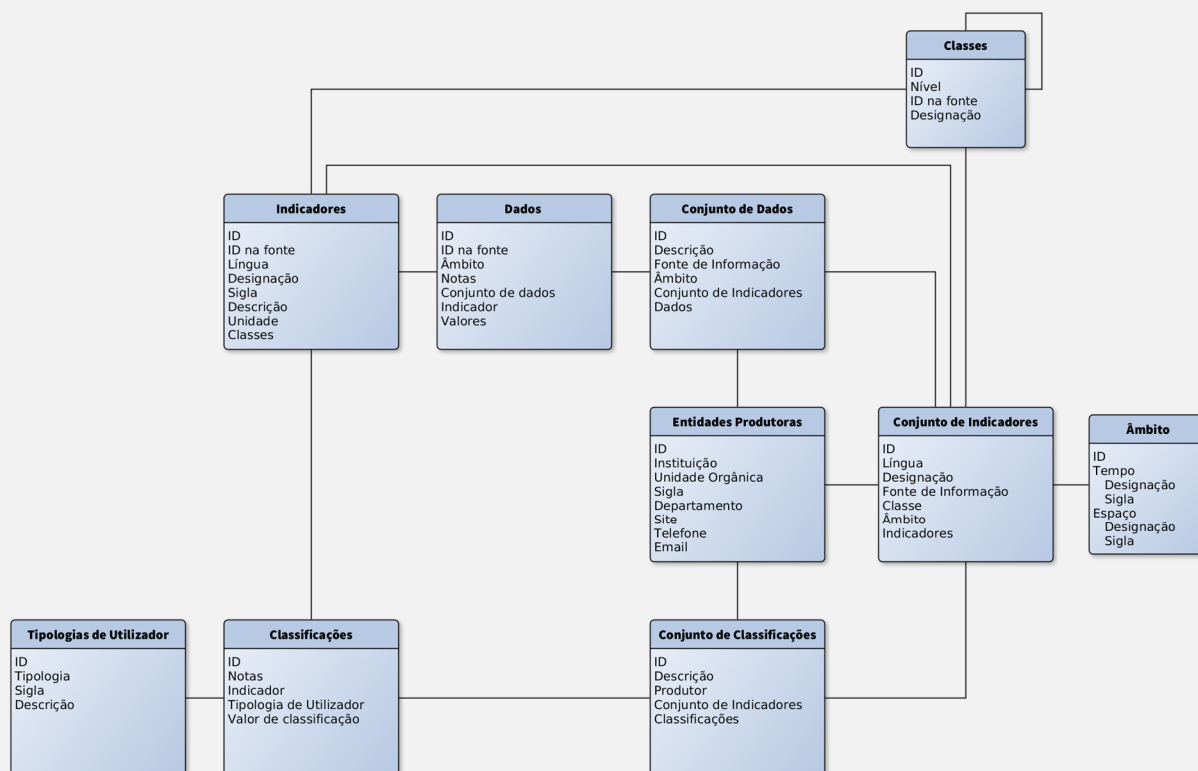 Classes
ID
Nível
ID na fonte
Designação
Indicadores
ID
ID na fonte
Língua
Designação
Sigla
Descrição
Unidade
Classes
Dados
ID
ID na fonte
Âmbito
Notas
Conjunto de dados
Indicador
Valores
Conjunto de Dados
ID
Descrição
Fonte de Informação
Âmbito
Conjunto de Indicadores
Dados
Entidades Produtoras
ID
Instituição
Unidade Orgânica
Sigla
Departamento
Site
Telefone
Email
Conjunto de Indicadores
ID
Língua
Designação
Fonte de Informação
Classe
Âmbito
Indicadores
Âmbito
ID
Tempo
Designação
Sigla
Espaço
Designação
Sigla
Tipologias de Utilizador
ID
Tipologia
Sigla
Descrição
Classificações
ID
Notas
Indicador
Tipologia de Utilizador
Valor de classificação
Conjunto de Classificações
ID
Descrição
Produtor
Conjunto de Indicadores
Classificações